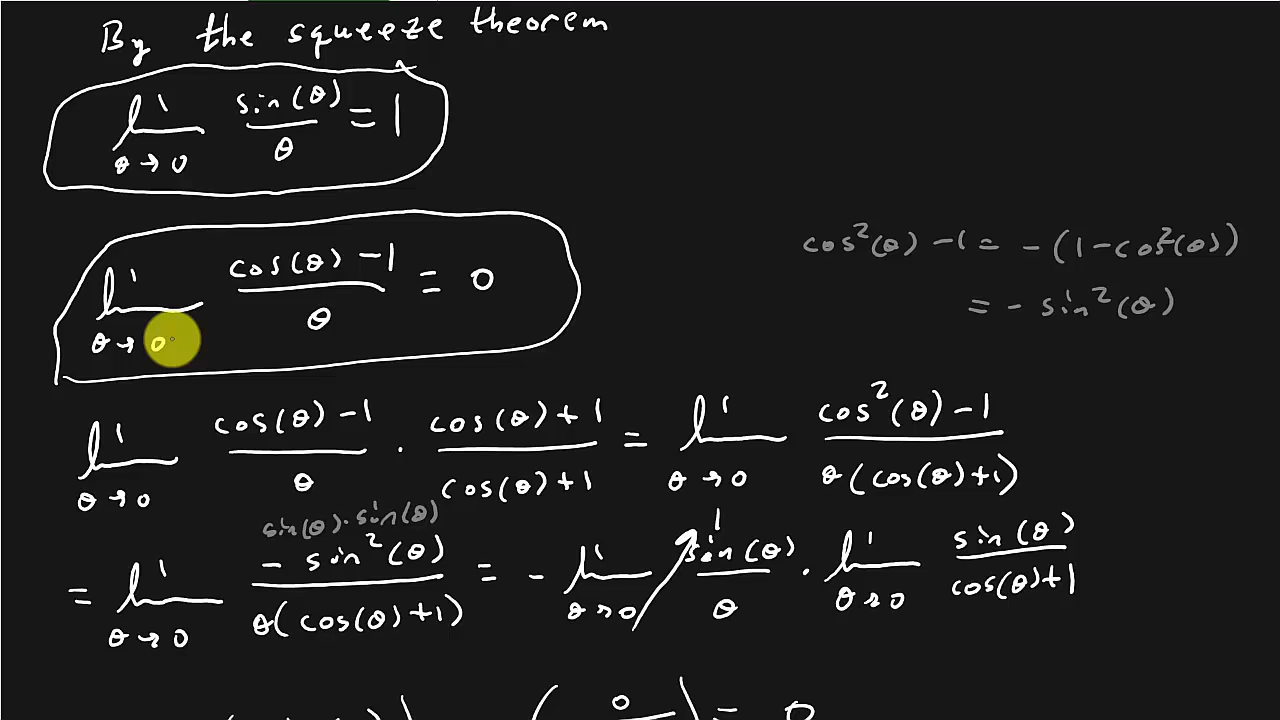 By the squeeze theorem
lim θ→0 sin(θ)/θ = 1
lim θ→0 (cos(θ) - 1)/θ = 0
cos²(θ) - 1 = - (1 - cos²(θ))
= - sin²(θ)
lim θ→0 (cos(θ) - 1)/θ · (cos(θ) + 1)/(cos(θ) + 1) = lim θ→0 (cos²(θ) - 1)/(θ(cos(θ) + 1))
sin(θ) · sin(θ)
1
= lim θ→0 - sin²(θ)/(θ(cos(θ) + 1)) = - lim θ→0 sin(θ)/θ · lim θ→0 sin(θ)/(cos(θ) + 1)
( 0 ) = 0